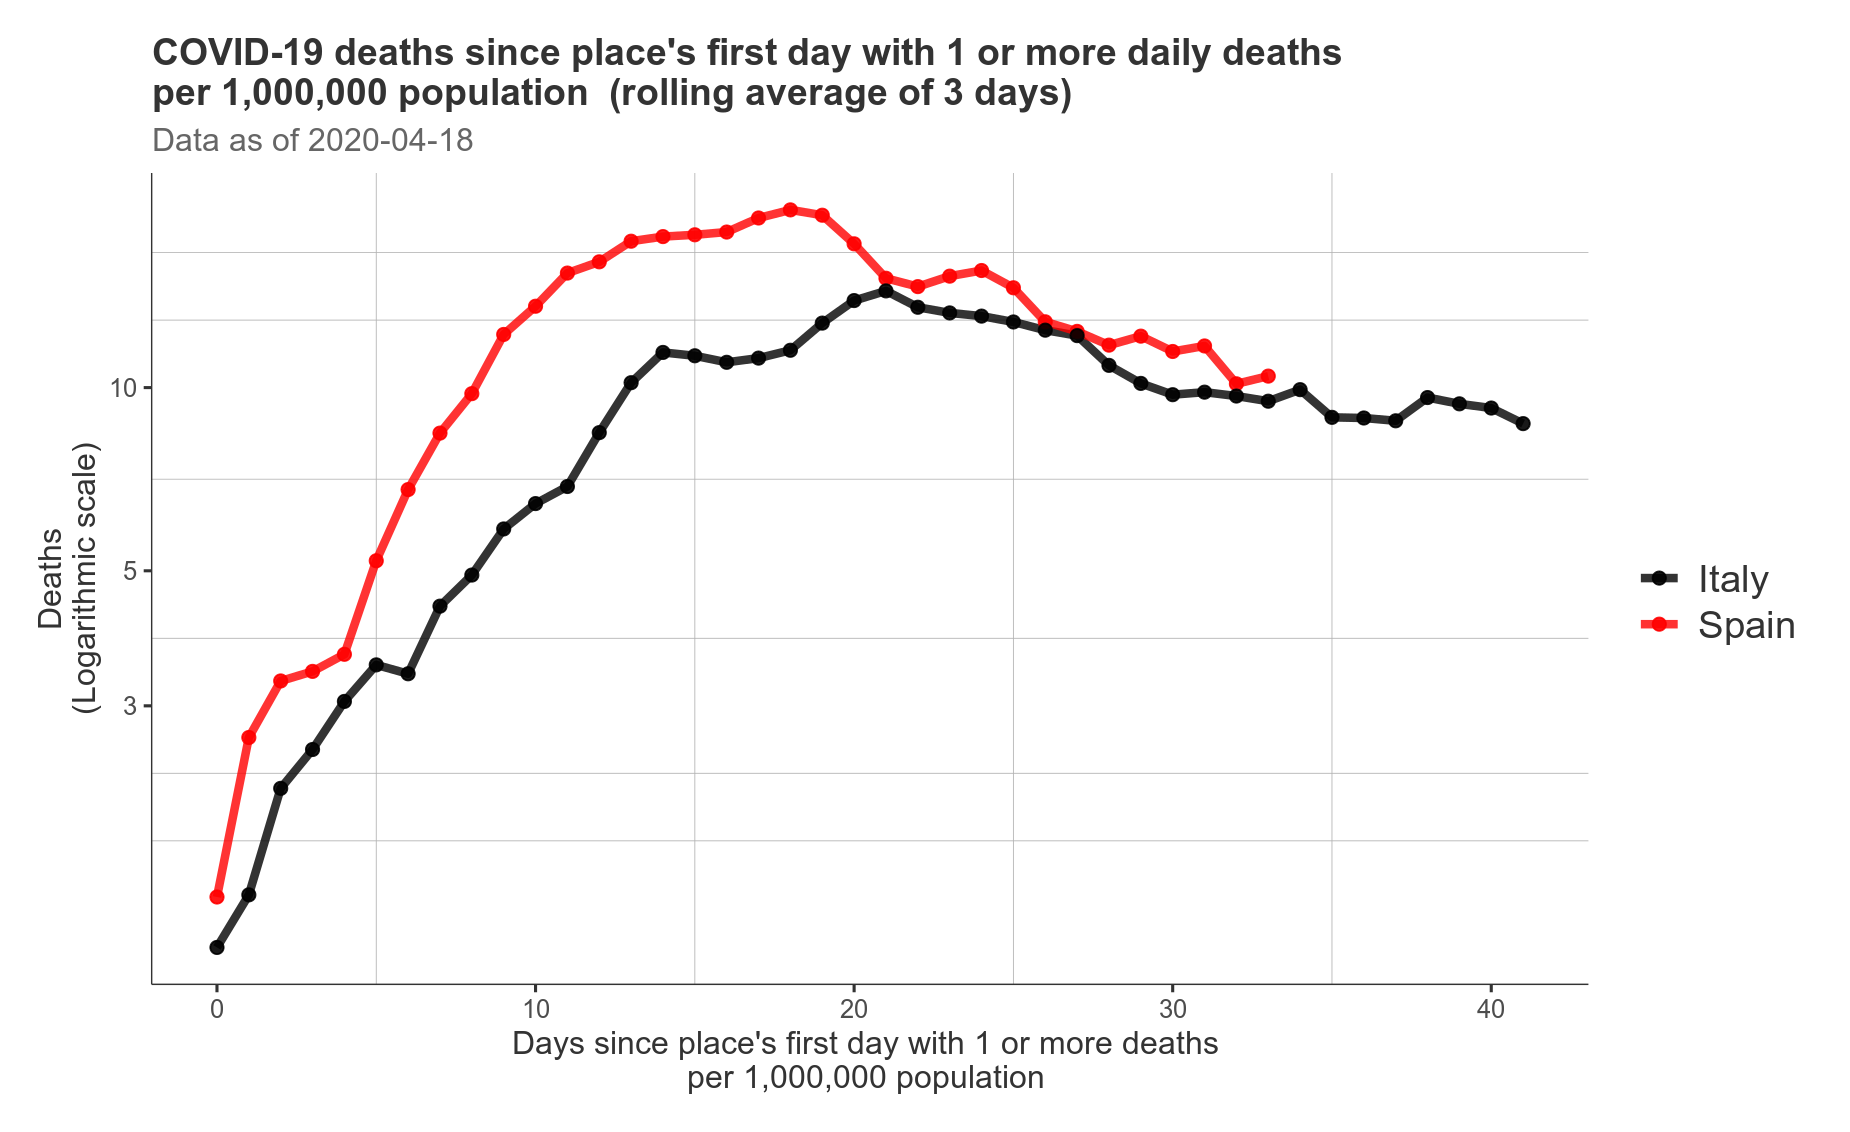 COVID-19 deaths since place's first day with 1 or more daily deaths
per 1,000,000 population  (rolling average of 3 days)
Data as of 2020-04-18
Deaths
(Logarithmic scale)
10
5
3
0
10
20
30
40
Days since place's first day with 1 or more deaths
per 1,000,000 population
Italy
Spain